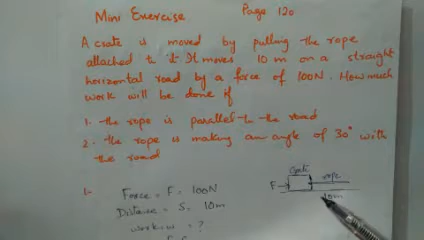 Mini Exercise Page 120
A crate is moved by pulling the rope
attached to it. It moves 10 m on a straight
horizontal road by a force of 100N. How much
work will be done if
1. the rope is parallel to the road
2. the rope is making an angle of 30° with
the road
1- Force = F = 100N
Crate rope
F
10m
Distance = S = 10m
work = w = ?